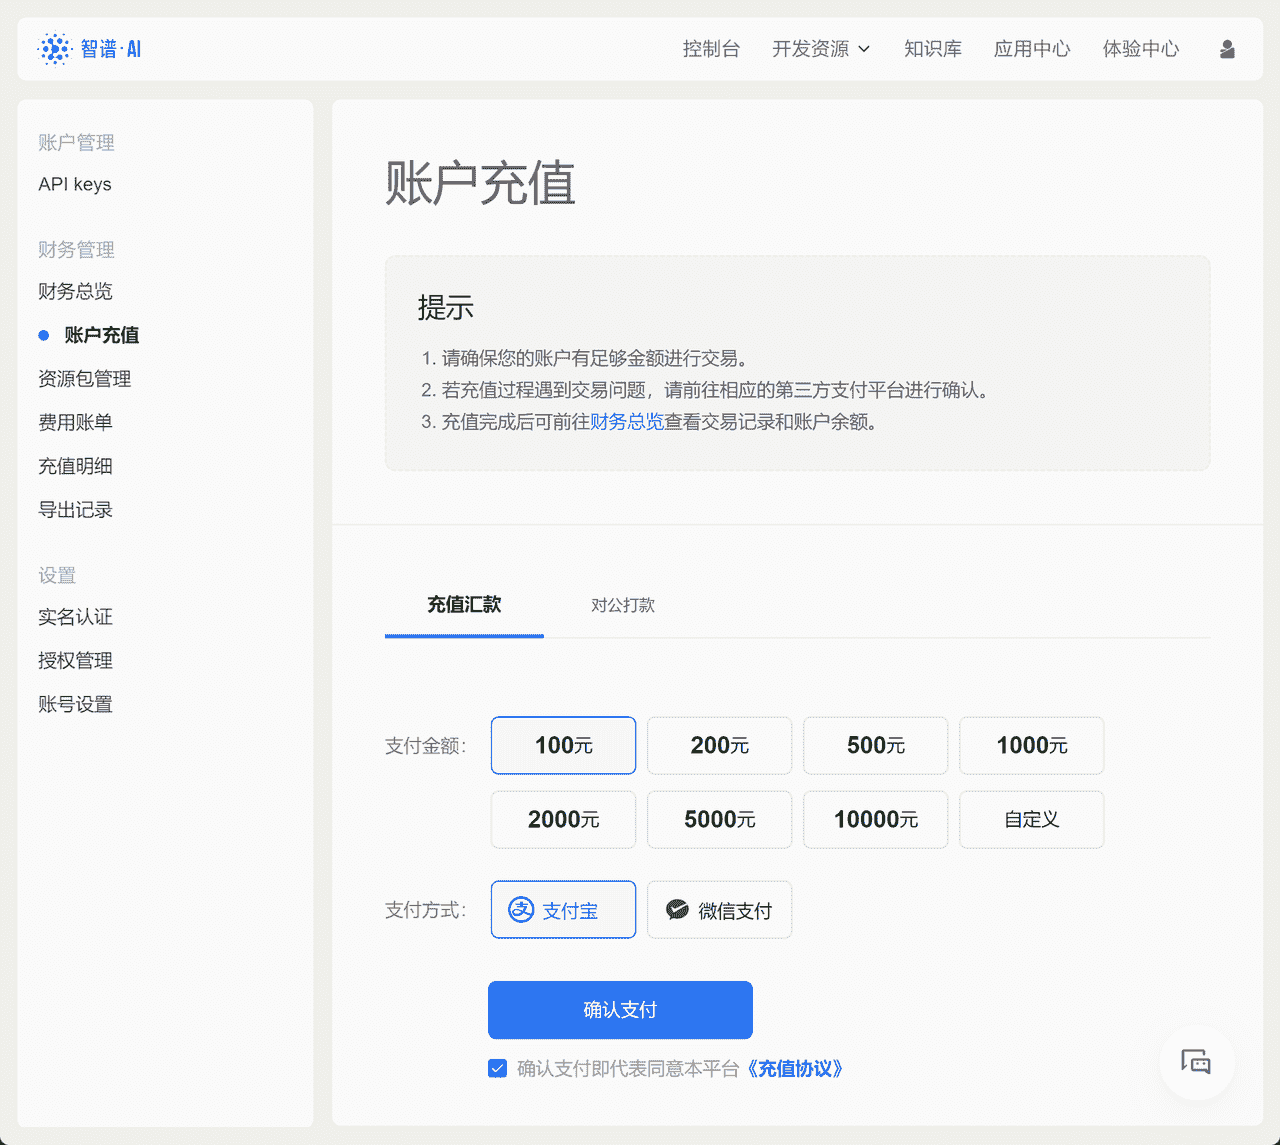 智谱·AI
控制台 开发资源 知识库 应用中心 体验中心
账户管理
API keys
财务管理
财务总览
账户充值
资源包管理
费用账单
充值明细
导出记录
设置
实名认证
授权管理
账号设置
账户充值
提示
1. 请确保您的账户有足够金额进行交易。
2. 若充值过程遇到交易问题，请前往相应的第三方支付平台进行确认。
3. 充值完成后可前往财务总览查看交易记录和账户余额。
充值汇款 对公打款
支付金额： 100元 200元 500元 1000元
2000元 5000元 10000元 自定义
支付方式： 支 支付宝 微信支付
确认支付
确认支付即代表同意本平台《充值协议》